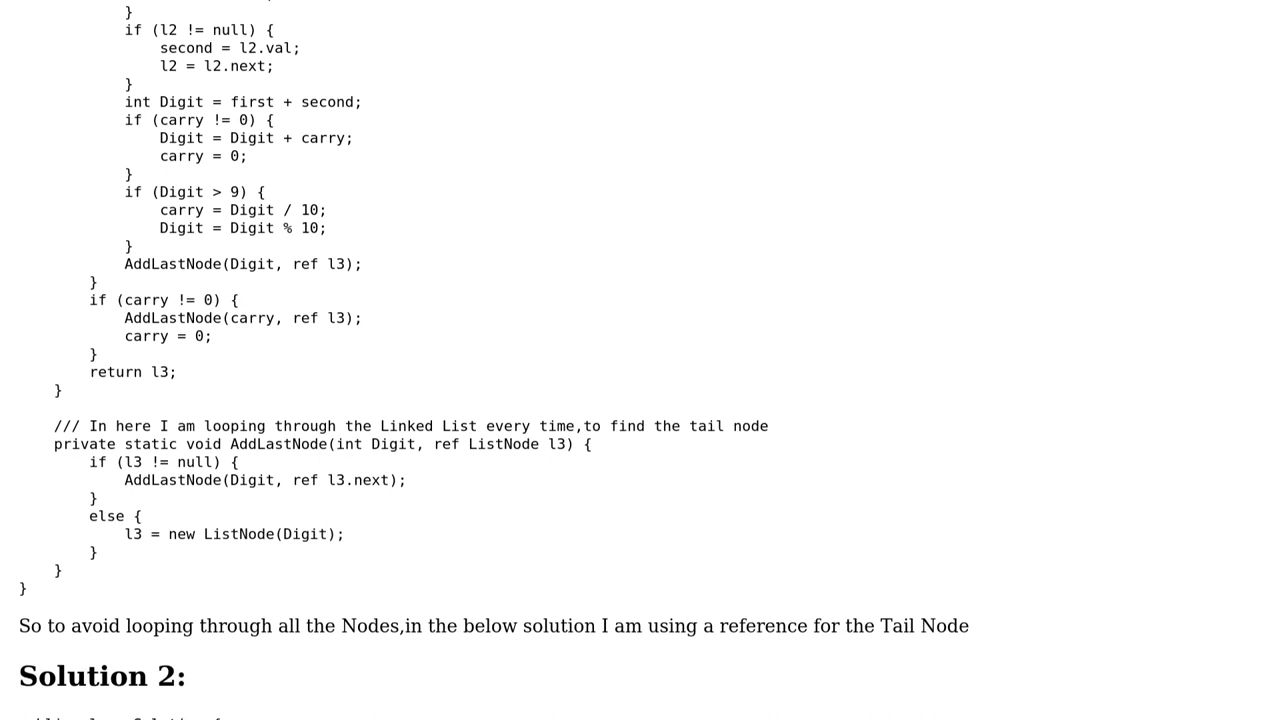 }
if (l2 != null) {
second = l2.val;
l2 = l2.next;
}
int Digit = first + second;
if (carry != 0) {
Digit = Digit + carry;
carry = 0;
}
if (Digit > 9) {
carry = Digit / 10;
Digit = Digit % 10;
}
AddLastNode(Digit, ref l3);
}
if (carry != 0) {
AddLastNode(carry, ref l3);
carry = 0;
}
return l3;
}
/// In here I am looping through the Linked List every time,to find the tail node
private static void AddLastNode(int Digit, ref ListNode l3) {
if (l3 != null) {
AddLastNode(Digit, ref l3.next);
}
else {
l3 = new ListNode(Digit);
}
}
}
So to avoid looping through all the Nodes,in the below solution I am using a reference for the Tail Node
Solution 2: